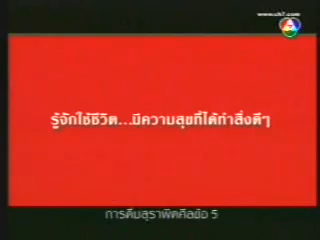 www.ch7.com
รู้จักใช้ชีวิต...มีความสุขที่ได้ทำสิ่งดีๆ
การดื่มสุราผิดศีลข้อ 5